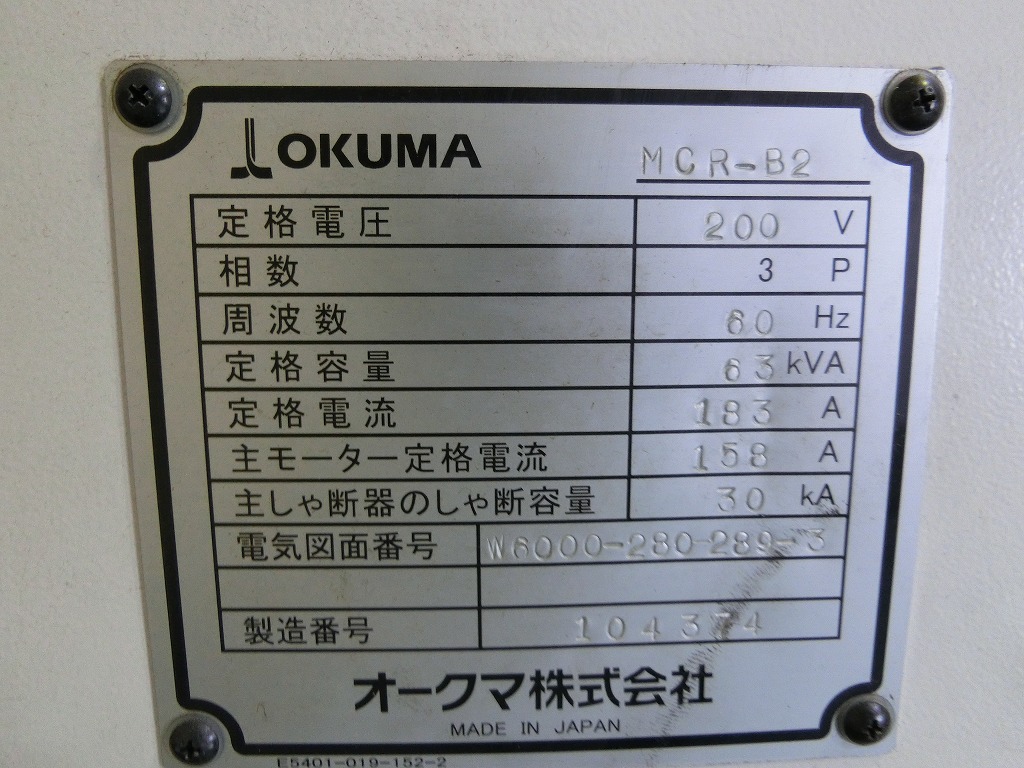 OKUMA MCR-B2
定格電圧 200 V
相数 3 P
周波数 60 Hz
定格容量 63 kVA
定格電流 183 A
主モーター定格電流 158 A
主しゃ断器のしゃ断容量 30 kA
電気図面番号 W6000-280-289-3
製造番号
オークマ株式会社
MADE IN JAPAN
E5401-019-152-2